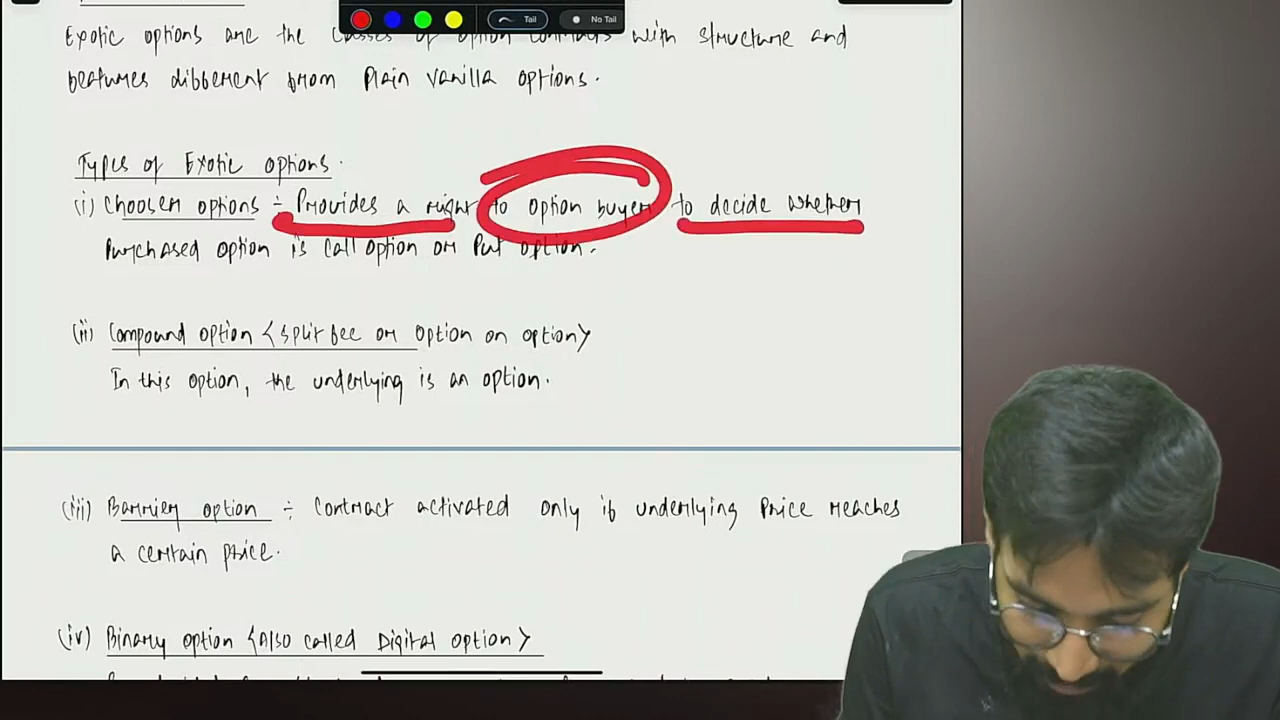 Tail
No Tail
Exotic options are the classes of option contracts with structure and
features different from Plain Vanilla options.
Types of Exotic options.
(i) Chooser options ÷ Provides a right to option buyer to decide whether
Purchased option is call option or Put option.
(ii) Compound option <split fee or option on option>
In this option, the underlying is an option.
(iii) Barrier option ÷ Contract activated only if underlying Price reaches
a certain price.
(iv) Binary option <Also called Digital option>